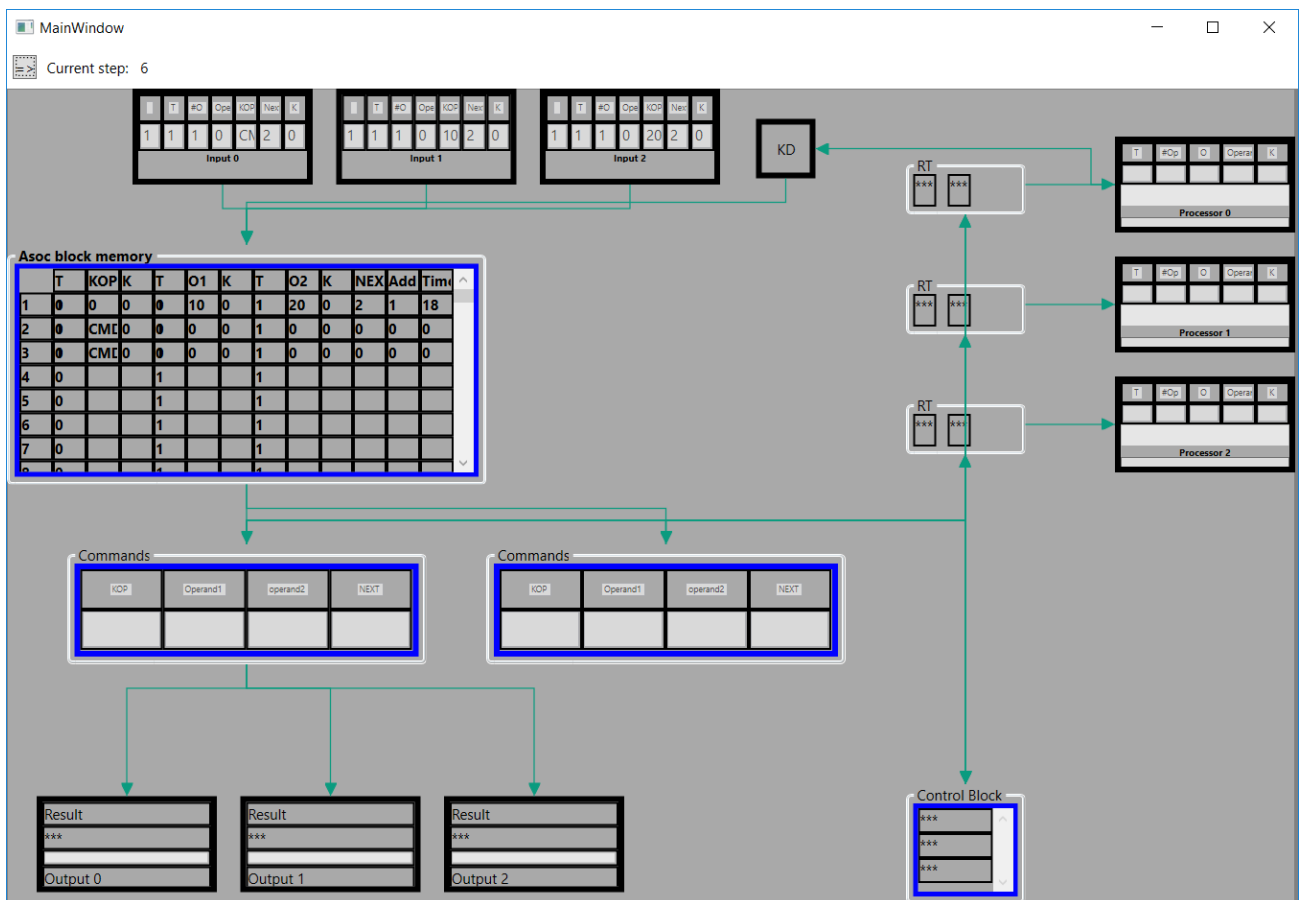 MainWindow
=> Current step: 6
T #O Ope KOP Nex K
1 1 1 0 CM 2 0
Input 0
T #O Ope KOP Nex K
1 1 1 0 10 2 0
Input 1
T #O Ope KOP Nex K
1 1 1 0 20 2 0
Input 2
KD
RT
*** ***
T #Op O Operar K
Processor 0
Asoc block memory
T KOP K T O1 K T O2 K NEX Add Time
1 0 0 0 0 10 0 1 20 0 2 1 18
2 0 CMD 0 0 0 0 1 0 0 0 0 0
3 0 CMD 0 0 0 0 1 0 0 0 0 0
4 0 1 1
5 0 1 1
6 0 1 1
7 0 1 1
RT
*** ***
T #Op O Operar K
Processor 1
RT
*** ***
T #Op O Operar K
Processor 2
Commands
KOP Operand1 operand2 NEXT
Commands
KOP Operand1 operand2 NEXT
Result
***
Output 0
Result
***
Output 1
Result
***
Output 2
Control Block
***
***
***